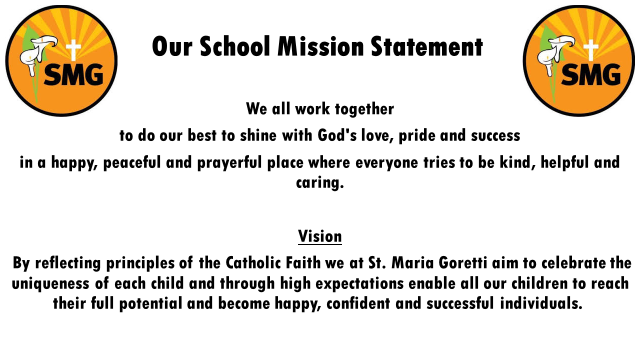 SMG
Our School Mission Statement
SMG
We all work together
to do our best to shine with God's love, pride and success
in a happy, peaceful and prayerful place where everyone tries to be kind, helpful and
caring.
Vision
By reflecting principles of the Catholic Faith we at St. Maria Goretti aim to celebrate the
uniqueness of each child and through high expectations enable all our children to reach
their full potential and become happy, confident and successful individuals.